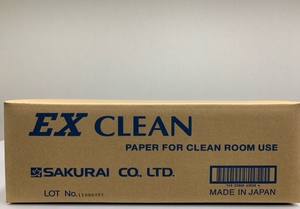 EX CLEAN
PAPER FOR CLEAN ROOM USE
SAKURAI CO., LTD.
LOT No.
MADE IN JAPAN